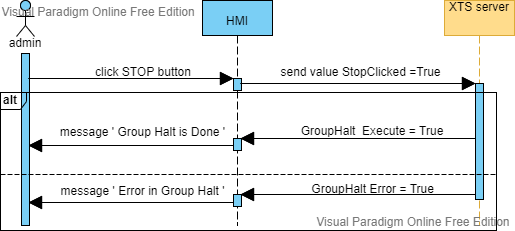 Visual Paradigm Online Free Edition
admin
HMI
XTS server
click STOP button
send value StopClicked =True
alt
message ' Group Halt is Done '
GroupHalt Execute = True
message ' Error in Group Halt '
GroupHalt Error = True
Visual Paradigm Online Free Edition